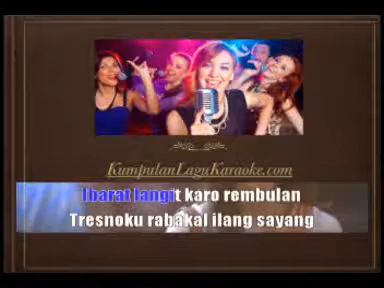 KumpulanLaguKaraoke.com
Ibarat langit karo rembulan
Tresnoku rabakal ilang sayang